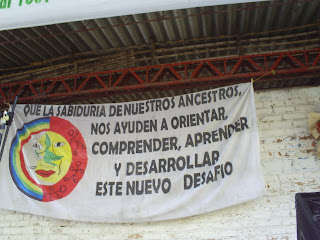 QUE LA SABIDURIA DE NUESTROS ANCESTROS,
NOS AYUDEN A ORIENTAR,
COMPRENDER, APRENDER
Y DESARROLLAR
ESTE NUEVO DESAFIO